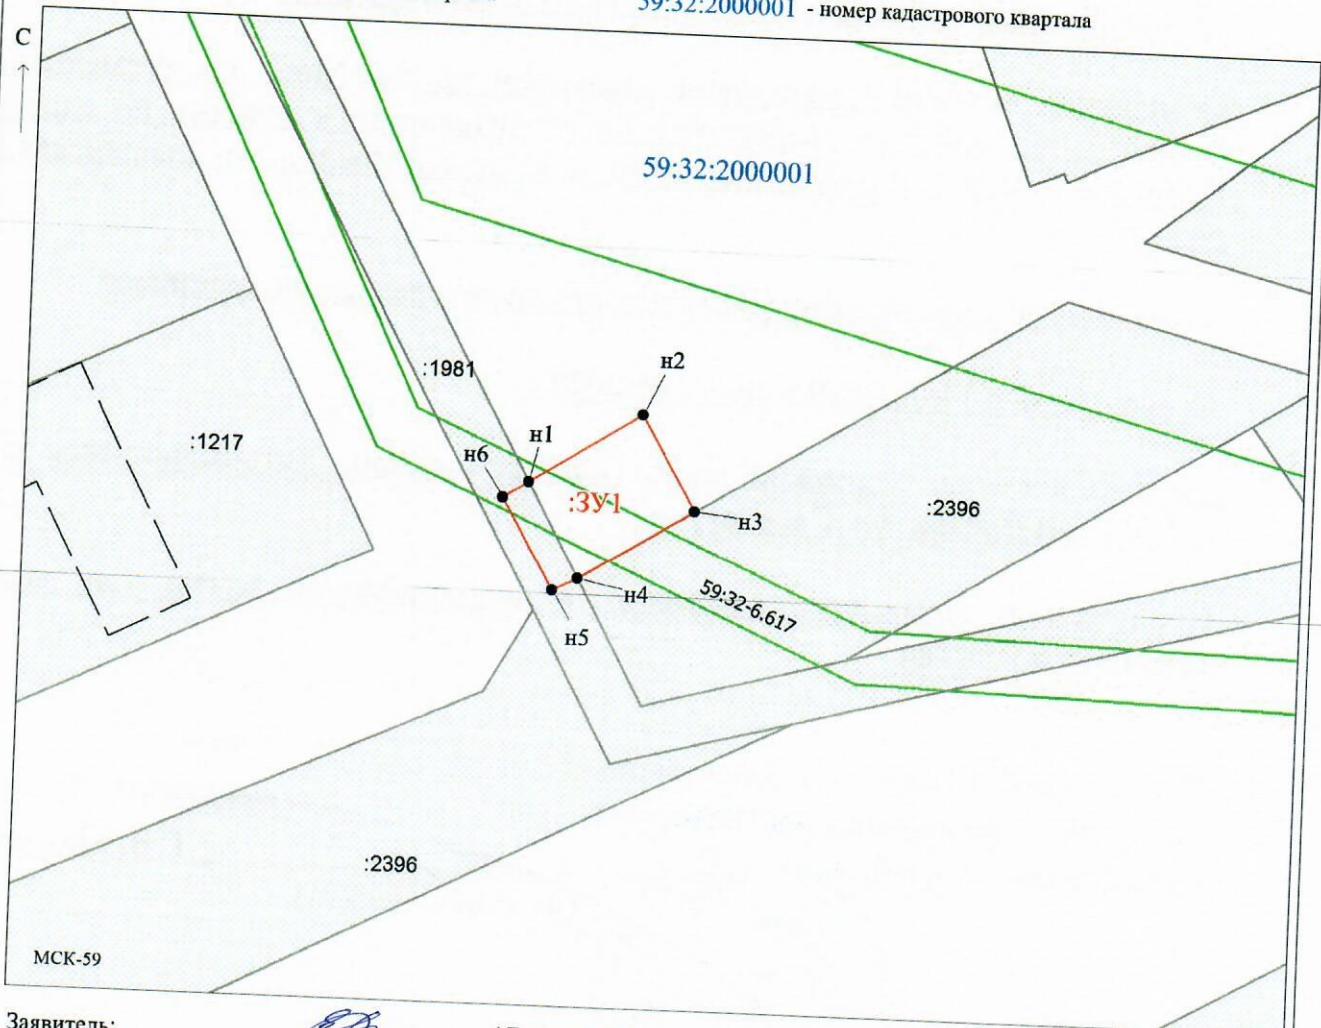 59:32:2000001 - номер кадастрового квартала
С
59:32:2000001
н2
:1981
н1
:1217
н6
:ЗУ1
:2396
н3
59:32-6.617
н4
н5
:2396
МСК-59
Заявитель: